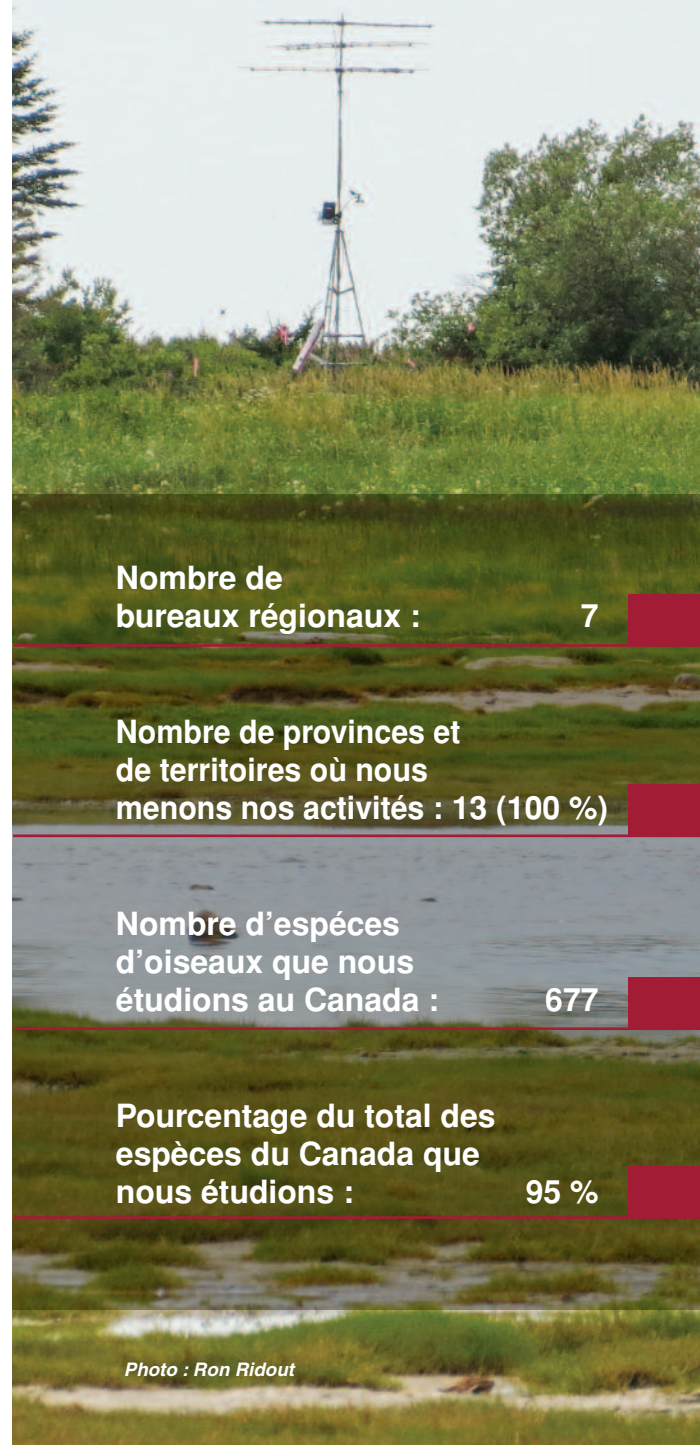 Nombre de
bureaux régionaux : 7
Nombre de provinces et
de territoires où nous
menons nos activités : 13 (100 %)
Nombre d’espéces
d’oiseaux que nous
étudions au Canada : 677
Pourcentage du total des
espèces du Canada que
nous étudions : 95 %
Photo : Ron Ridout